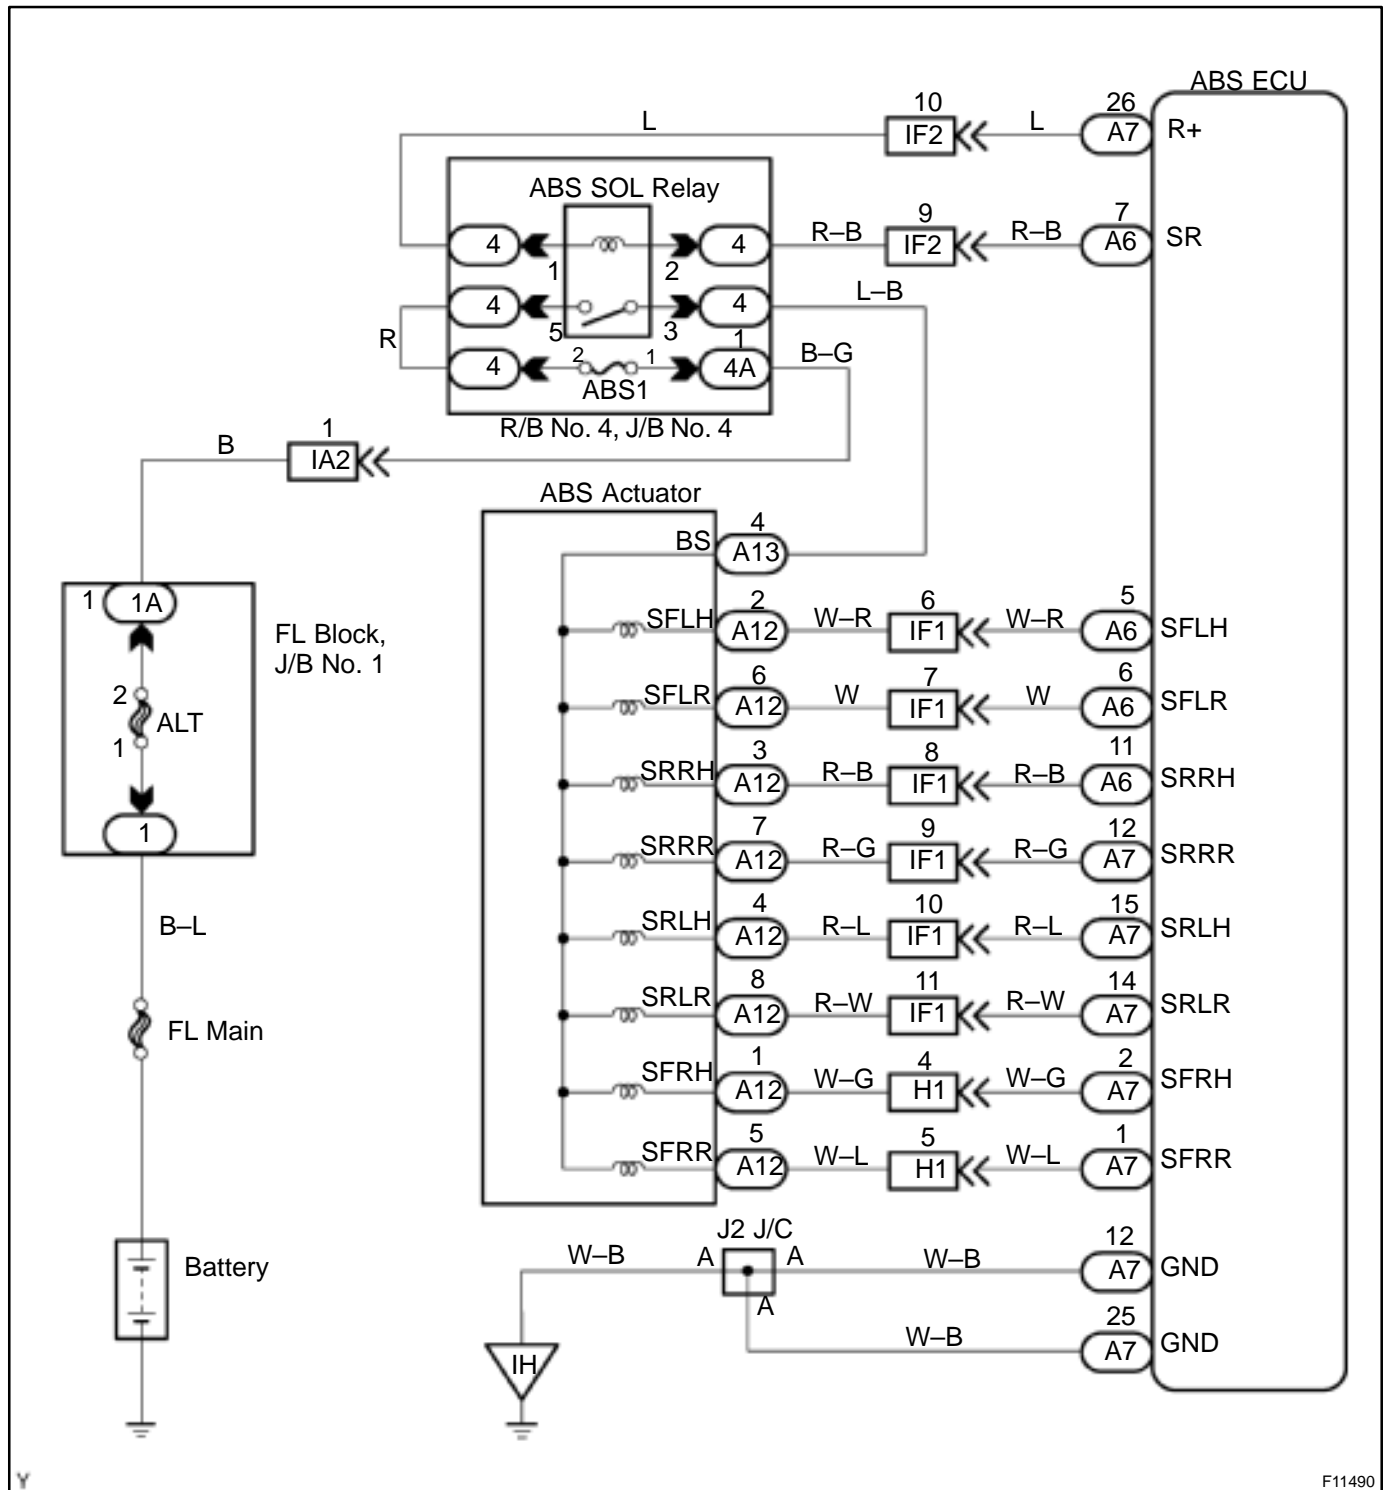 ABS ECU
10
26
L
IF2
L
A7
R+
ABS SOL Relay
9
7
4
4
R–B
IF2
R–B
A6
SR
1
2
L–B
4
4
R
5
3
1
2
1
B–G
4
4A
ABS1
R/B No. 4, J/B No. 4
1
B
IA2
ABS Actuator
4
BS
A13
1
1A
FL Block,
J/B No. 1
2
ALT
1
1
2
6
5
SFLH
A12
W–R
IF1
W–R
A6
SFLH
6
7
6
SFLR
A12
W
IF1
W
A6
SFLR
3
8
11
SRRH
A12
R–B
IF1
R–B
A6
SRRH
7
9
12
SRRR
A12
R–G
IF1
R–G
A7
SRRR
4
10
15
SRLH
A12
R–L
IF1
R–L
A7
SRLH
B–L
8
11
14
SRLR
A12
R–W
IF1
R–W
A7
SRLR
FL Main
1
4
2
SFRH
A12
W–G
H1
W–G
A7
SFRH
5
5
1
SFRR
A12
W–L
H1
W–L
A7
SFRR
J2 J/C
12
W–B
A
A
W–B
A7
GND
Battery
A
25
W–B
A7
GND
IH
Y
F11490